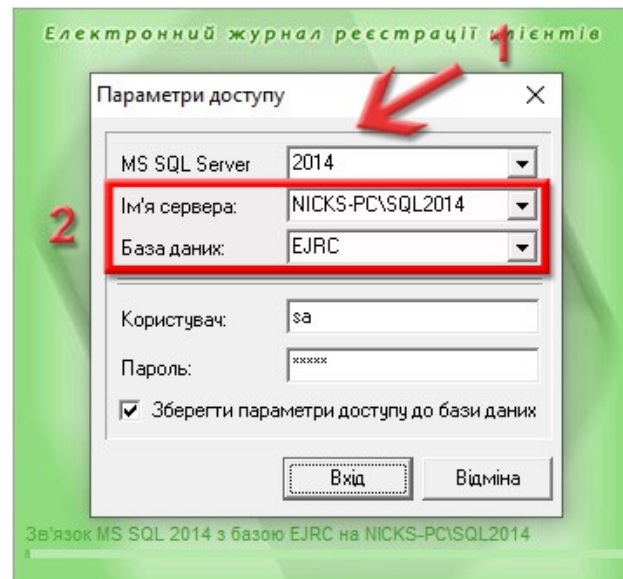 Електронний журнал реєстрації клієнтів
1
Параметри доступу
MS SQL Server 2014
2
Ім'я сервера: NICKS-PC\SQL2014
База даних: EJRC
Користувач: sa
Пароль: xxxxx
Зберегти параметри доступу до бази даних
Вхід Відміна
Зв'язок MS SQL 2014 з базою EJRC на NICKS-PC\SQL2014